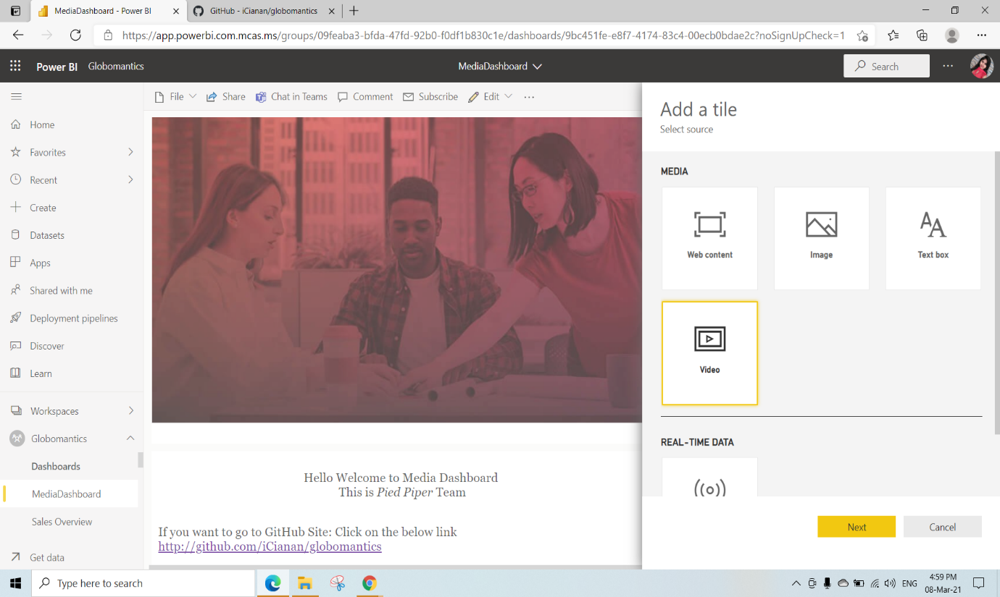 MediaDashboard - Power BI
GitHub - iCianan/globomantics
https://app.powerbi.com.mcas.ms/groups/09feaba3-bfda-47fd-92b0-f0df1b830c1e/dashboards/9bc451fe-e8f7-4174-83c4-00ecb0bdae2c?noSignUpCheck=1
Power BI Globomantics
MediaDashboard
Search
File
Share
Chat in Teams
Comment
Subscribe
Edit
Home
Favorites
Recent
Create
Datasets
Apps
Shared with me
Deployment pipelines
Discover
Learn
Workspaces
Globomantics
Dashboards
MediaDashboard
Sales Overview
Get data
Hello Welcome to Media Dashboard
This is Pied Piper Team
If you want to go to GitHub Site: Click on the below link
http://github.com/iCianan/globomantics
Add a tile
Select source
MEDIA
Web content
Image
Text box
Video
REAL-TIME DATA
Next
Cancel
Type here to search
ENG
4:59 PM
08-Mar-21